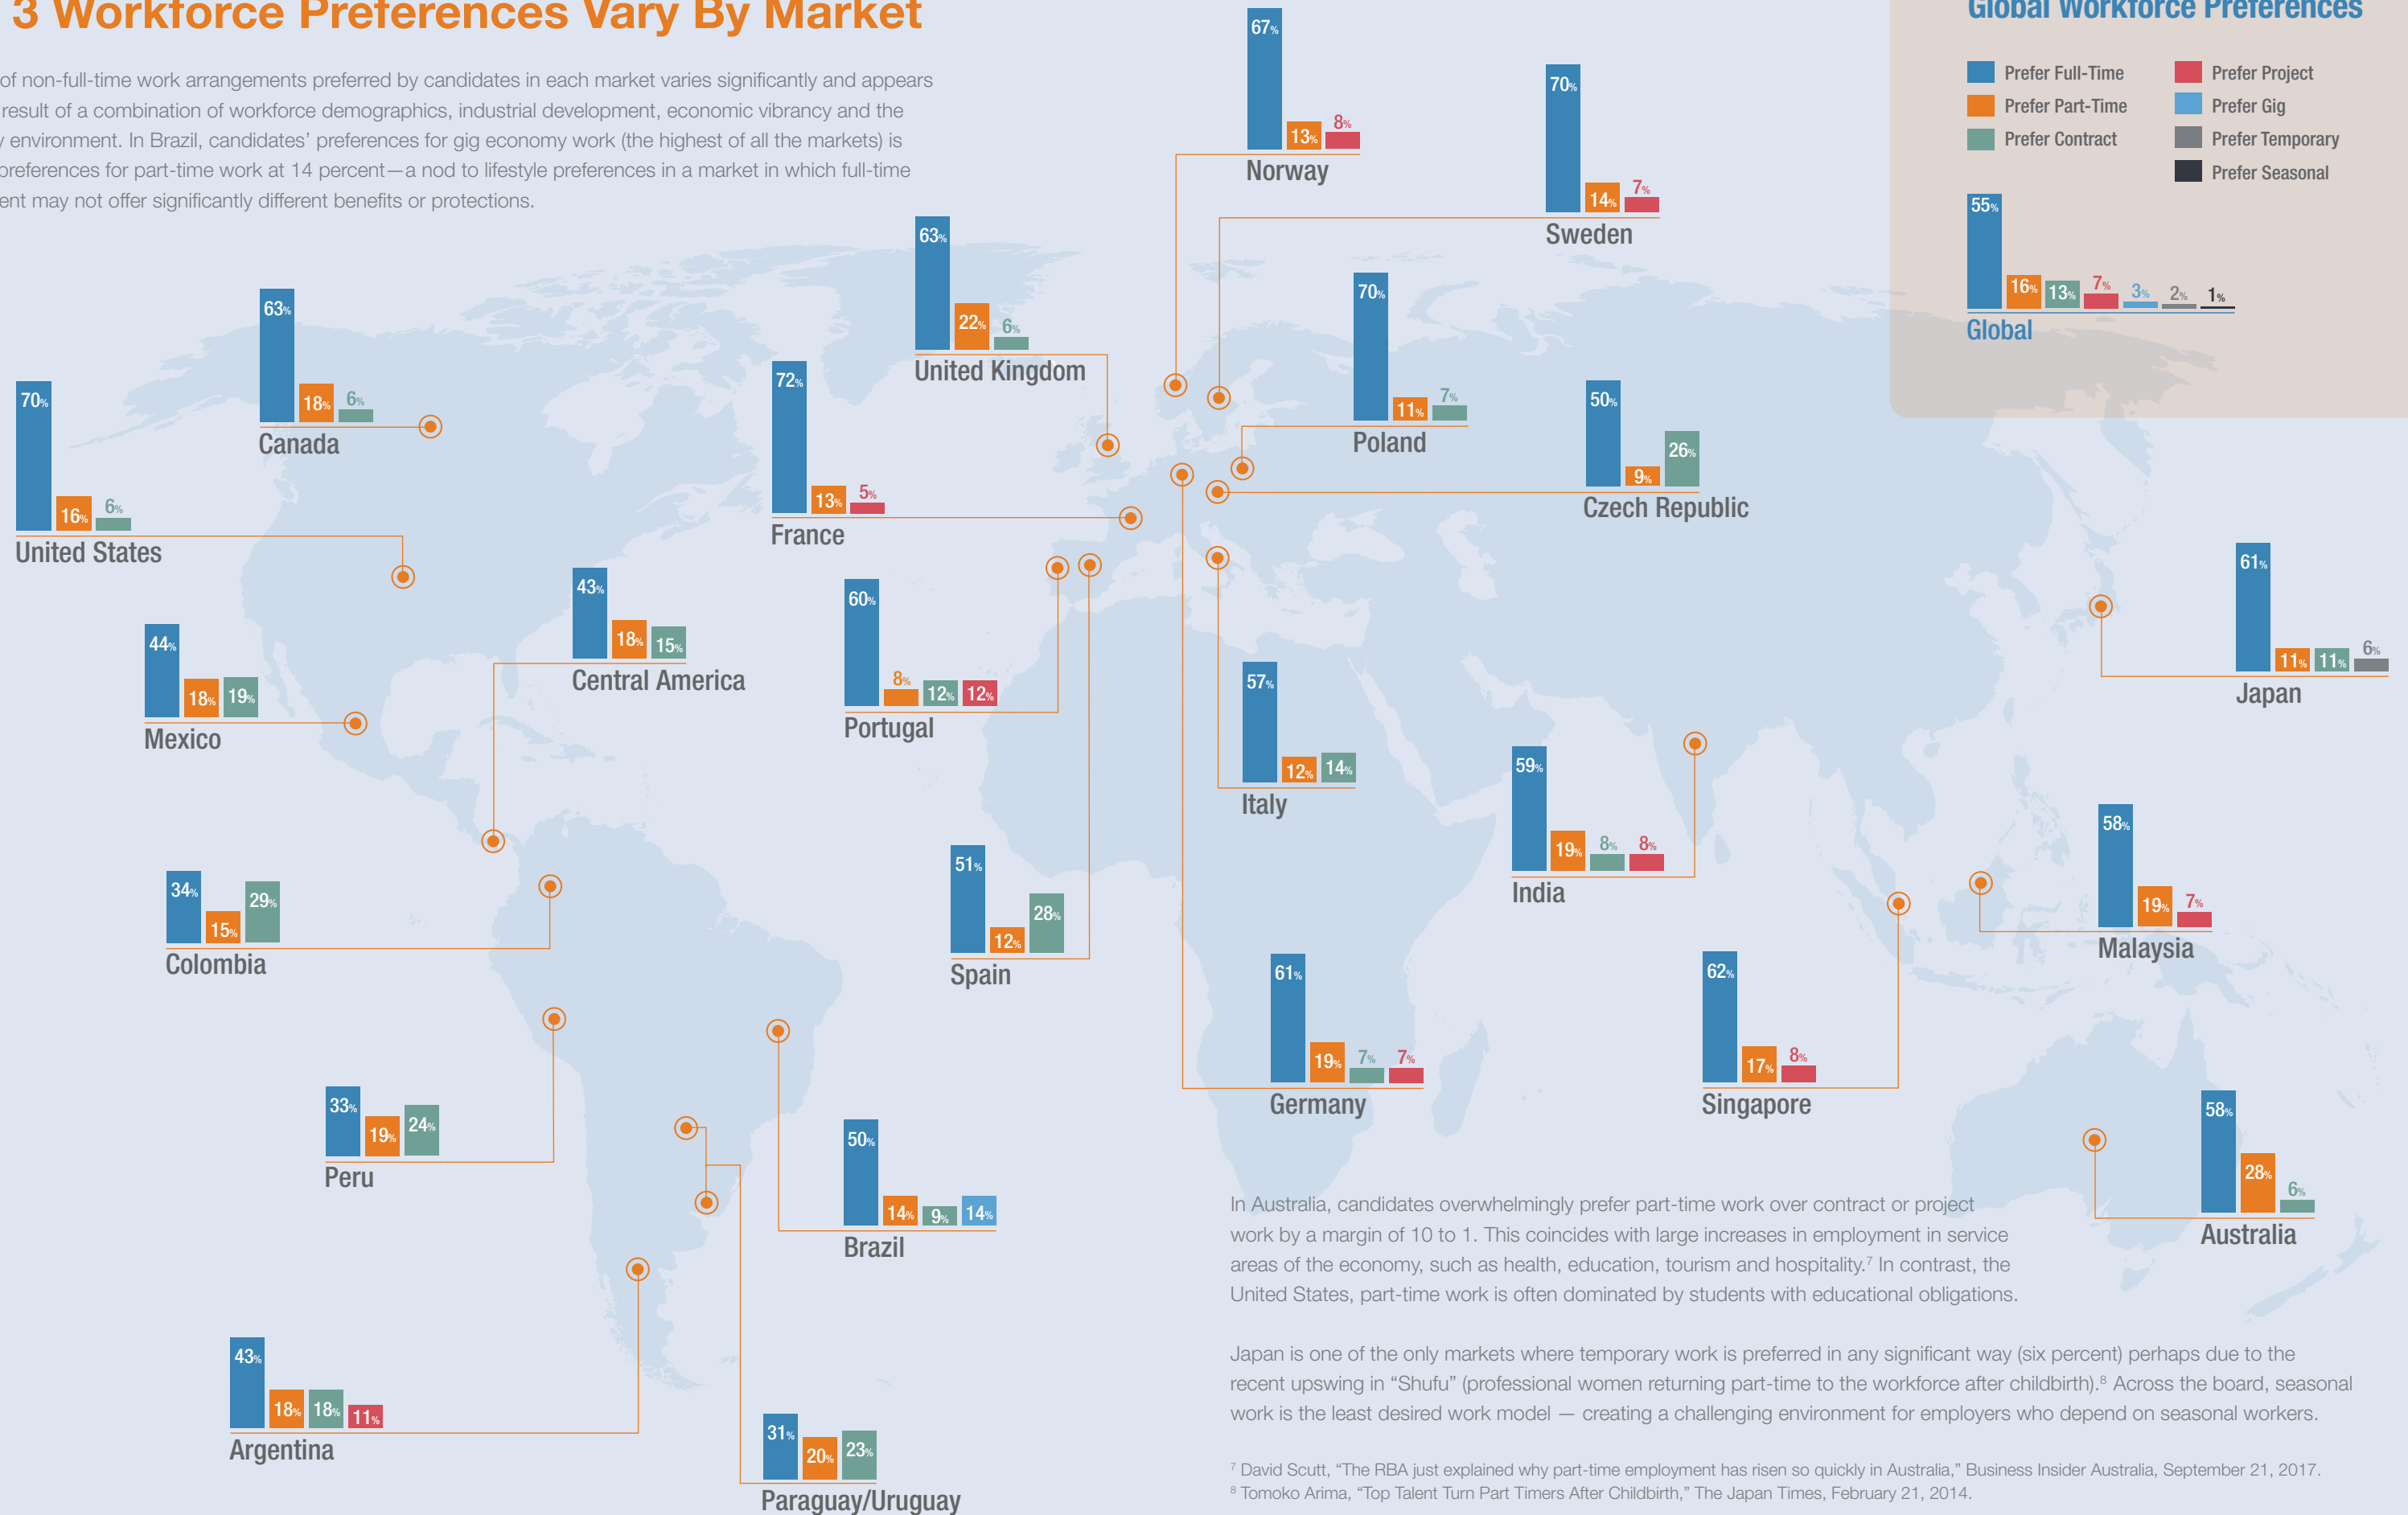 3 Workforce Preferences Vary By Market
of non-full-time work arrangements preferred by candidates in each market varies significantly and appears
result of a combination of workforce demographics, industrial development, economic vibrancy and the
y environment. In Brazil, candidates’ preferences for gig economy work (the highest of all the markets) is
preferences for part-time work at 14 percent—a nod to lifestyle preferences in a market in which full-time
ent may not offer significantly different benefits or protections.
Global Workforce Preferences
Prefer Full-Time
Prefer Part-Time
Prefer Contract
Prefer Project
Prefer Gig
Prefer Temporary
Prefer Seasonal
55% 16% 13% 7% 3% 2% 1%
Global
67% 13% 8%
Norway
70% 14% 7%
Sweden
63% 22% 6%
United Kingdom
63% 18% 6%
Canada
70% 11% 7%
Poland
72% 13% 5%
France
70% 16% 6%
United States
50% 9% 26%
Czech Republic
61% 11% 11% 6%
Japan
43% 18% 15%
Central America
60% 8% 12% 12%
Portugal
44% 18% 19%
Mexico
57% 12% 14%
Italy
59% 19% 8% 8%
India
58% 19% 7%
Malaysia
34% 15% 29%
Colombia
51% 12% 28%
Spain
61% 19% 7% 7%
Germany
62% 17% 8%
Singapore
33% 19% 24%
Peru
50% 14% 9% 14%
Brazil
58% 28% 6%
Australia
43% 18% 18% 11%
Argentina
31% 20% 23%
Paraguay/Uruguay
In Australia, candidates overwhelmingly prefer part-time work over contract or project
work by a margin of 10 to 1. This coincides with large increases in employment in service
areas of the economy, such as health, education, tourism and hospitality.⁷ In contrast, the
United States, part-time work is often dominated by students with educational obligations.
Japan is one of the only markets where temporary work is preferred in any significant way (six percent) perhaps due to the
recent upswing in “Shufu” (professional women returning part-time to the workforce after childbirth).⁸ Across the board, seasonal
work is the least desired work model — creating a challenging environment for employers who depend on seasonal workers.
⁷ David Scutt, “The RBA just explained why part-time employment has risen so quickly in Australia,” Business Insider Australia, September 21, 2017.
⁸ Tomoko Arima, “Top Talent Turn Part Timers After Childbirth,” The Japan Times, February 21, 2014.